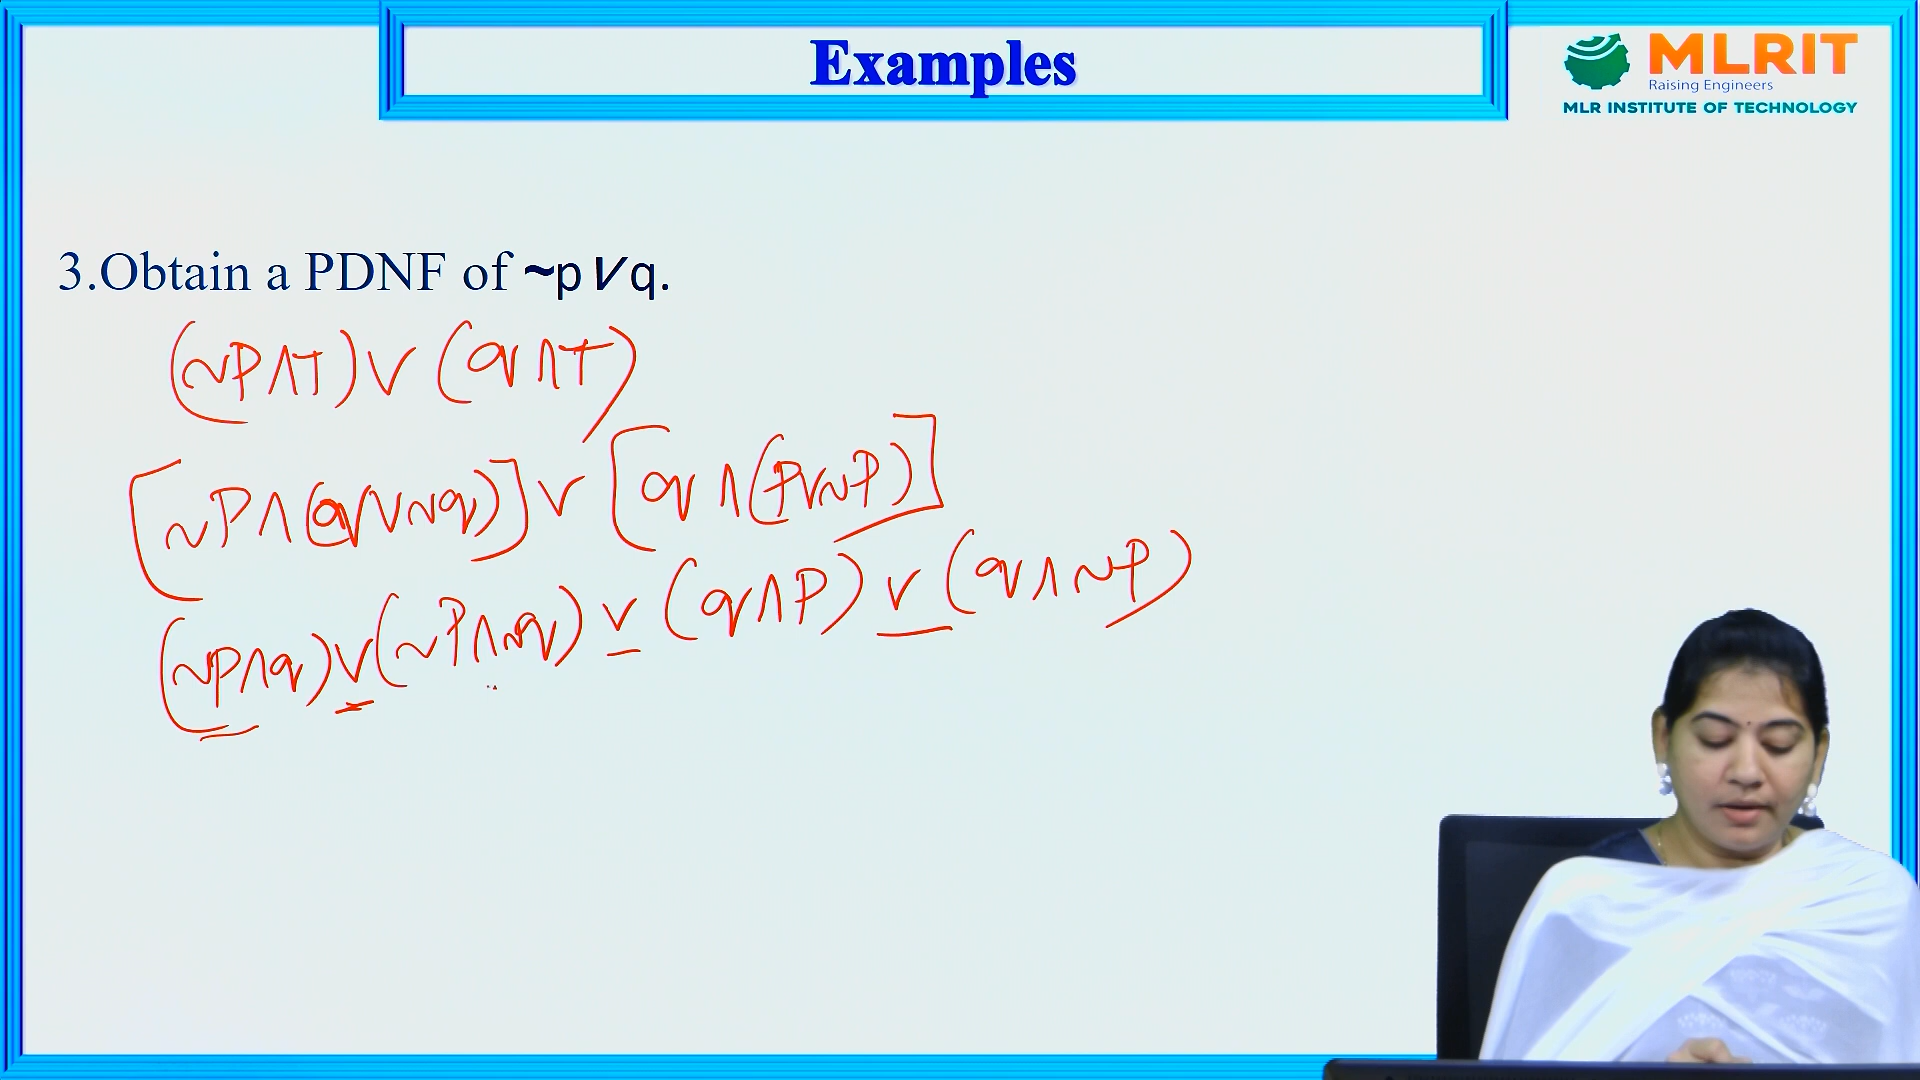 Examples
MLRIT
Raising Engineers
MLR INSTITUTE OF TECHNOLOGY
3.Obtain a PDNF of ~p∨q.
(~P∧T)∨(q∧T)
[~P∧(q∨~q)]∨[q∧(P∨~P)]
(~P∧q)∨(~P∧~q)∨(q∧P)∨(q∧~P)